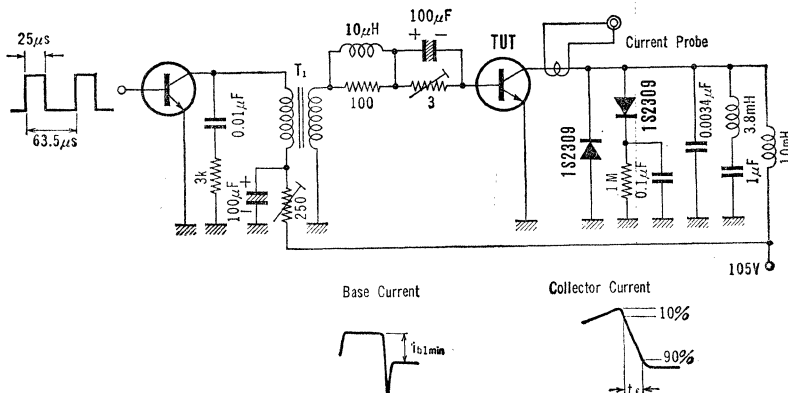 25μs
63.5μs
0.01μF
3k
100μF
+
−
T₁
250
10μH
100μF
+ −
100
3
TUT
Current Probe
1S2309
1S2309
1M
0.1μF
0.0034μF
3.8mH
1μF
10mH
105V
Base Current
ib1min
Collector Current
10%
90%